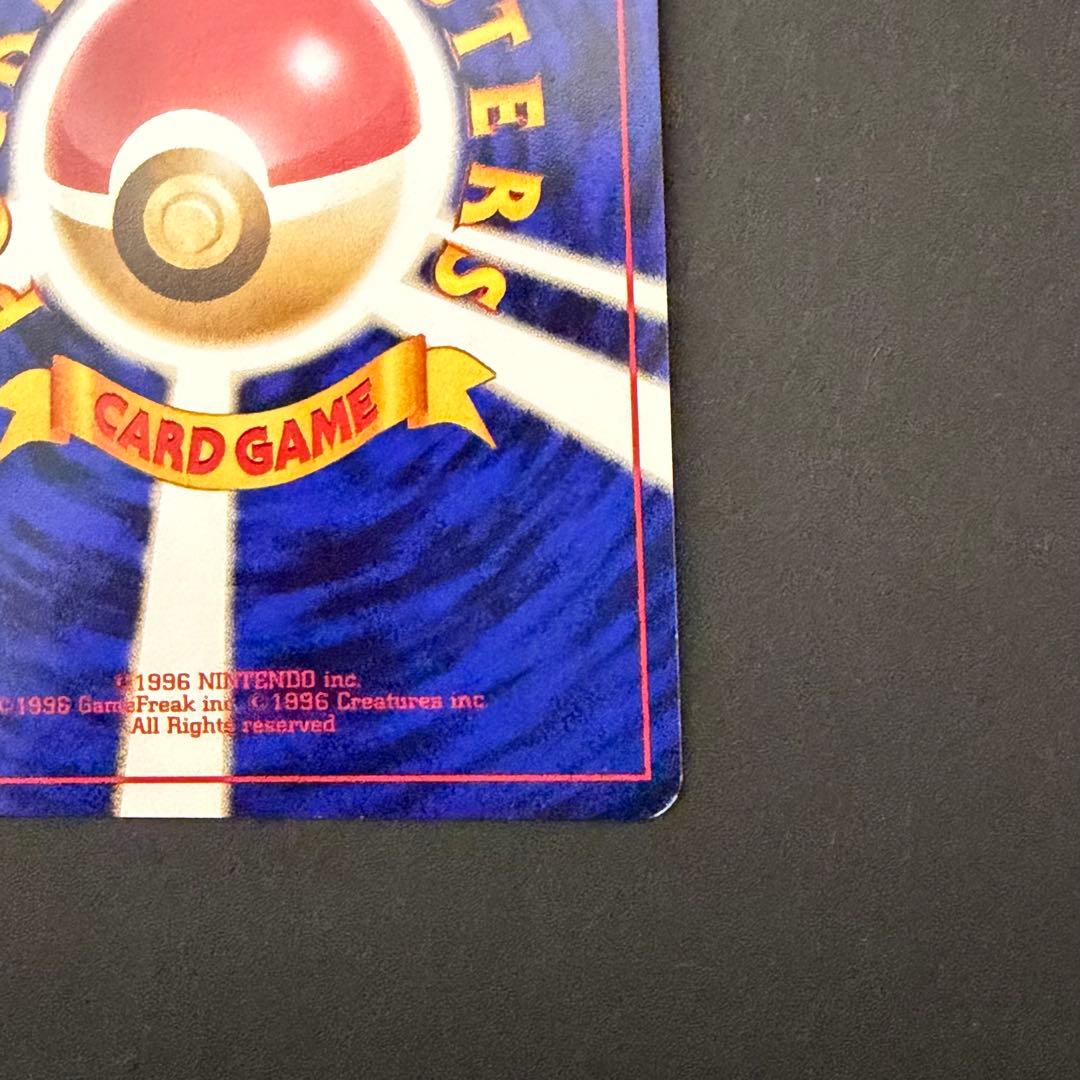 TERS
CARD GAME
©1996 NINTENDO inc.
©1996 GameFreak inc. ©1996 Creatures inc.
All Rights reserved